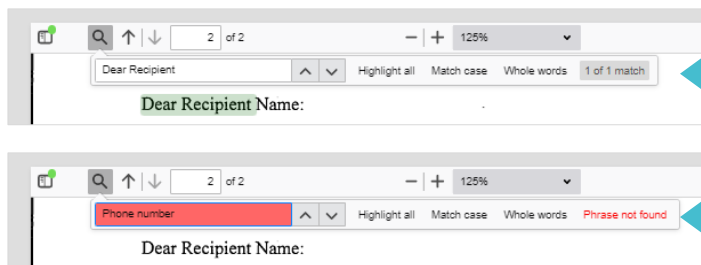 2 of 2 125%
Dear Recipient Highlight all Match case Whole words 1 of 1 match
Dear Recipient Name:
2 of 2 125%
Phone number Highlight all Match case Whole words Phrase not found
Dear Recipient Name: